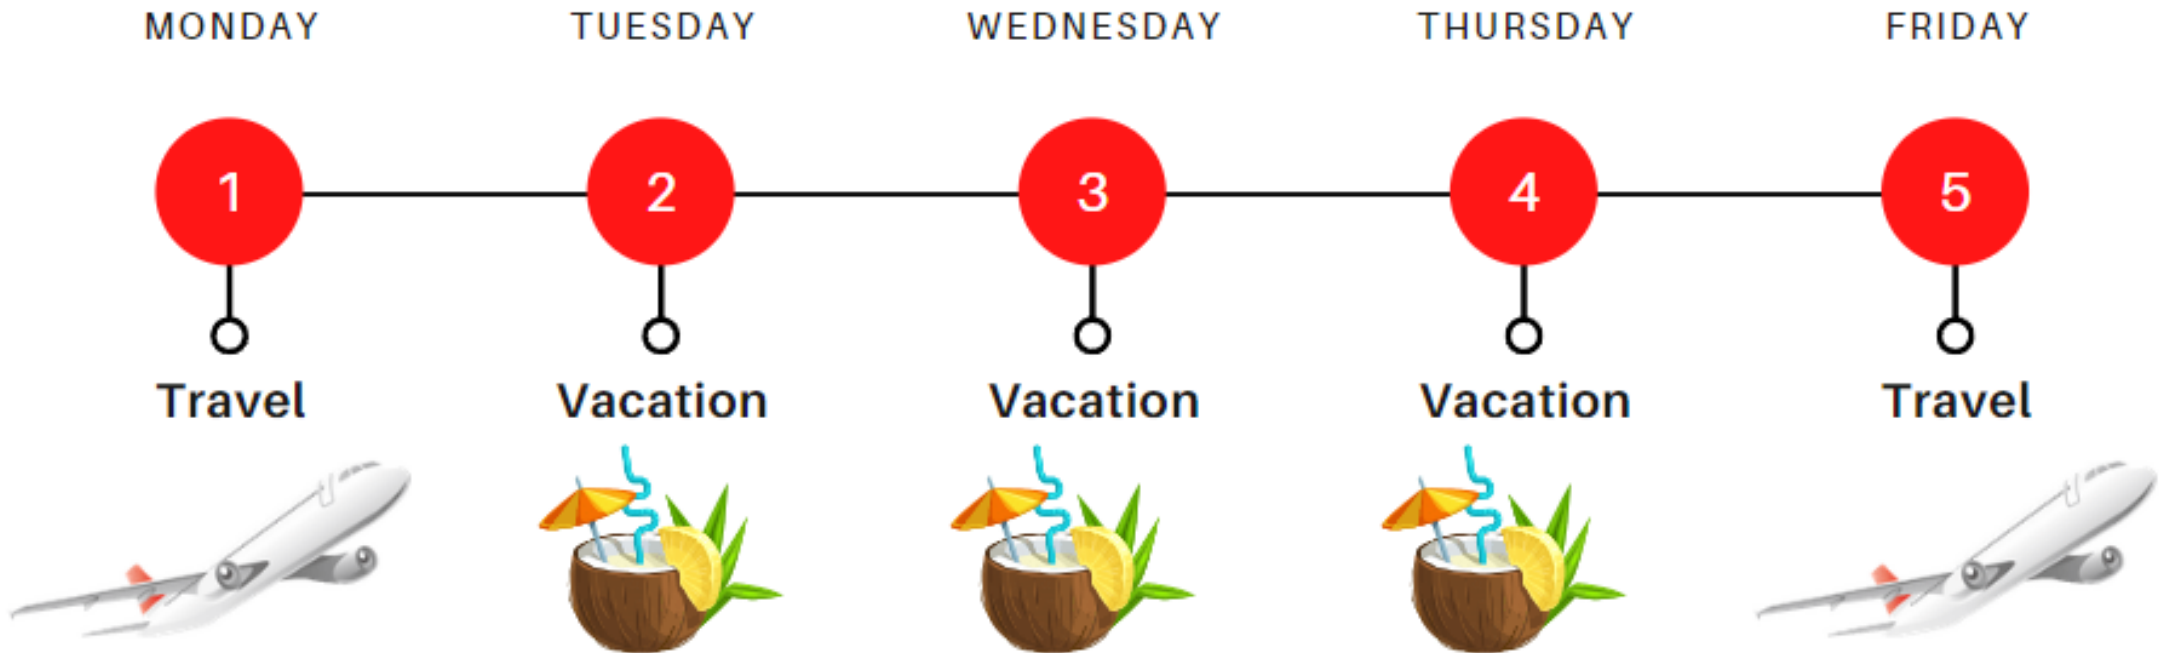 MONDAY TUESDAY WEDNESDAY THURSDAY FRIDAY
1 2 3 4 5
Travel Vacation Vacation Vacation Travel